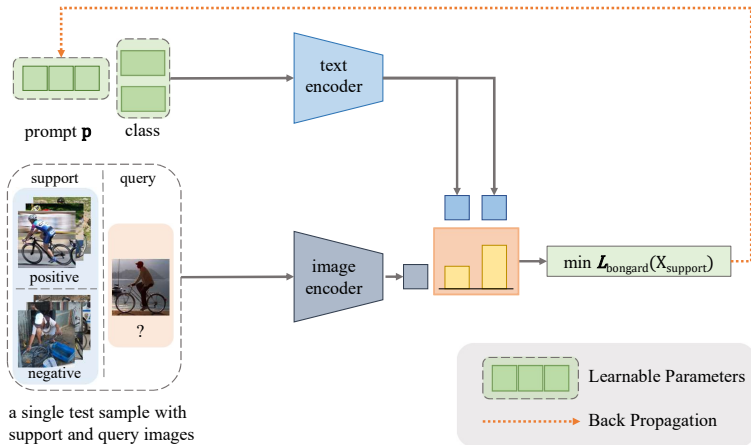 text
encoder
prompt p
class
support
query
positive
negative
?
image
encoder
min L_bongard(X_support)
a single test sample with
support and query images
Learnable Parameters
Back Propagation